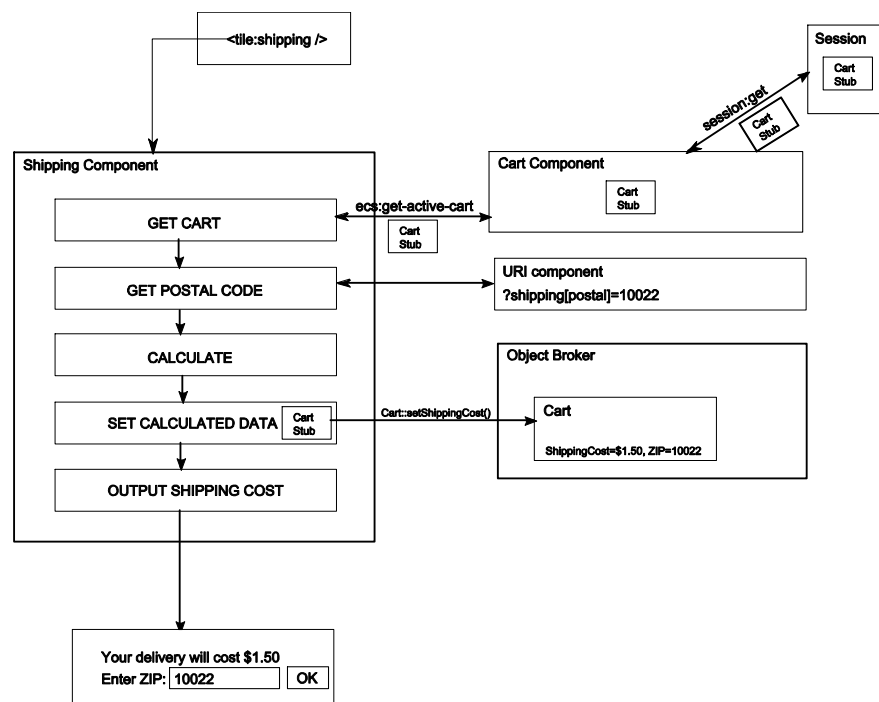 <tile:shipping />
Session
Cart
Stub
session:get
Cart
Stub
Shipping Component
Cart Component
Cart
Stub
GET CART
ecs:get-active-cart
Cart
Stub
GET POSTAL CODE
URI component
?shipping[postal]=10022
CALCULATE
Object Broker
SET CALCULATED DATA
Cart
Stub
Cart::setShippingCost()
Cart
ShippingCost=$1.50, ZIP=10022
OUTPUT SHIPPING COST
Your delivery will cost $1.50
Enter ZIP: 10022 OK